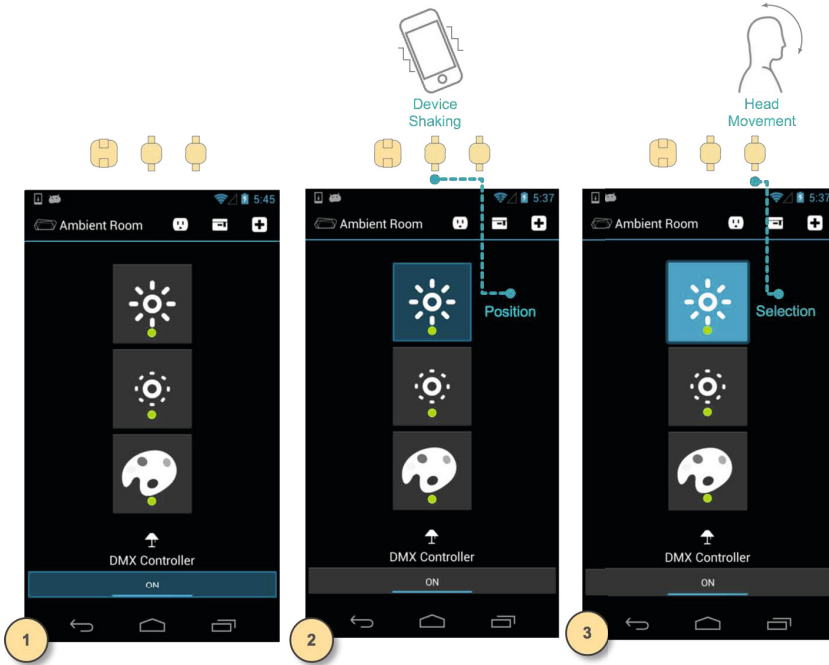 Device
Shaking
Head
Movement
5:45
Ambient Room
DMX Controller
ON
1
5:37
Ambient Room
Position
DMX Controller
ON
2
5:37
Ambient Room
Selection
DMX Controller
ON
3